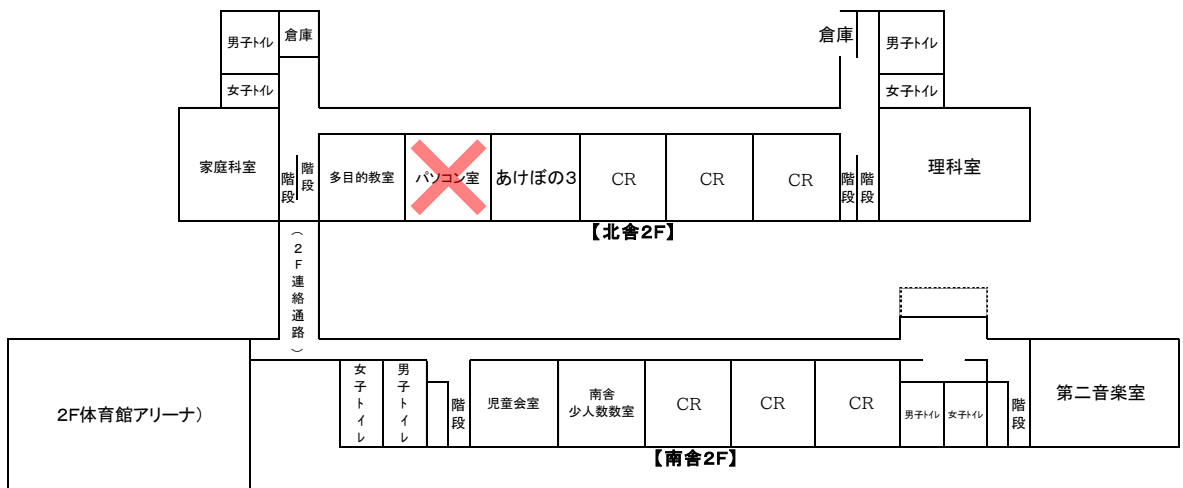 男子トイレ
倉庫
倉庫
男子トイレ
女子トイレ
女子トイレ
家庭科室
階段
階段
多目的教室
パソコン室
あけぼの3
CR
CR
CR
階段
階段
理科室
【北舎2F】
(2F連絡通路)
2F体育館アリーナ)
女子トイレ
男子トイレ
階段
児童会室
南舎
少人数教室
CR
CR
CR
男子トイレ
女子トイレ
階段
第二音楽室
【南舎2F】